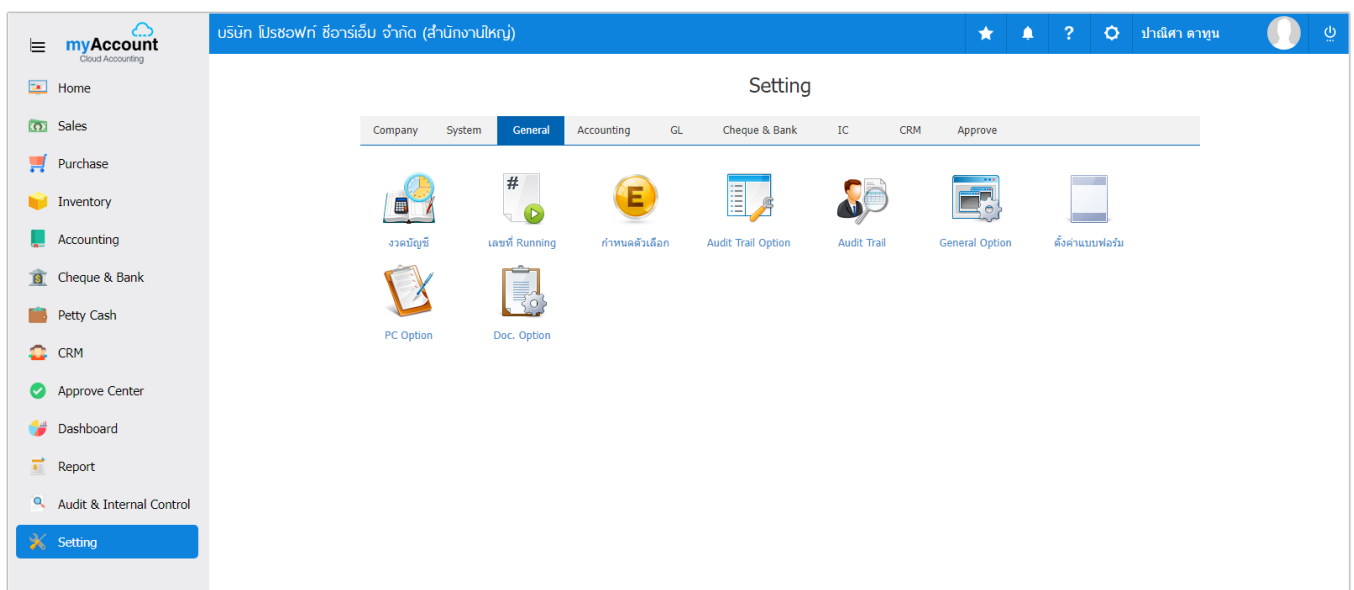 myAccount
Cloud Accounting
บริษัท โปรซอฟท์ ซีอาร์เอ็ม จำกัด (สำนักงานใหญ่)
?
ปาณิศา ตาทูน
Home
Sales
Purchase
Inventory
Accounting
Cheque & Bank
Petty Cash
CRM
Approve Center
Dashboard
Report
Audit & Internal Control
Setting
Setting
Company System General Accounting GL Cheque & Bank IC CRM Approve
#
E
งวดบัญชี เลขที่ Running กำหนดตัวเลือก Audit Trail Option Audit Trail General Option ตั้งค่าแบบฟอร์ม
PC Option Doc. Option